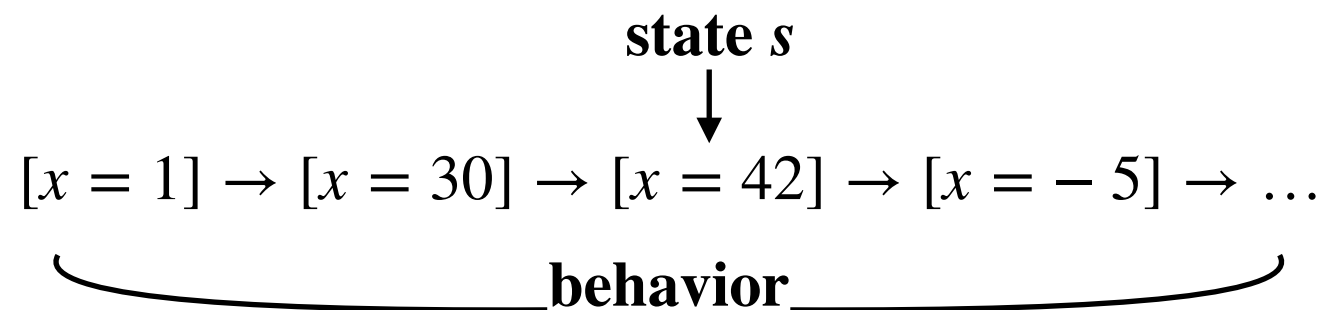 state s
[x = 1] → [x = 30] → [x = 42] → [x = − 5] → …
behavior